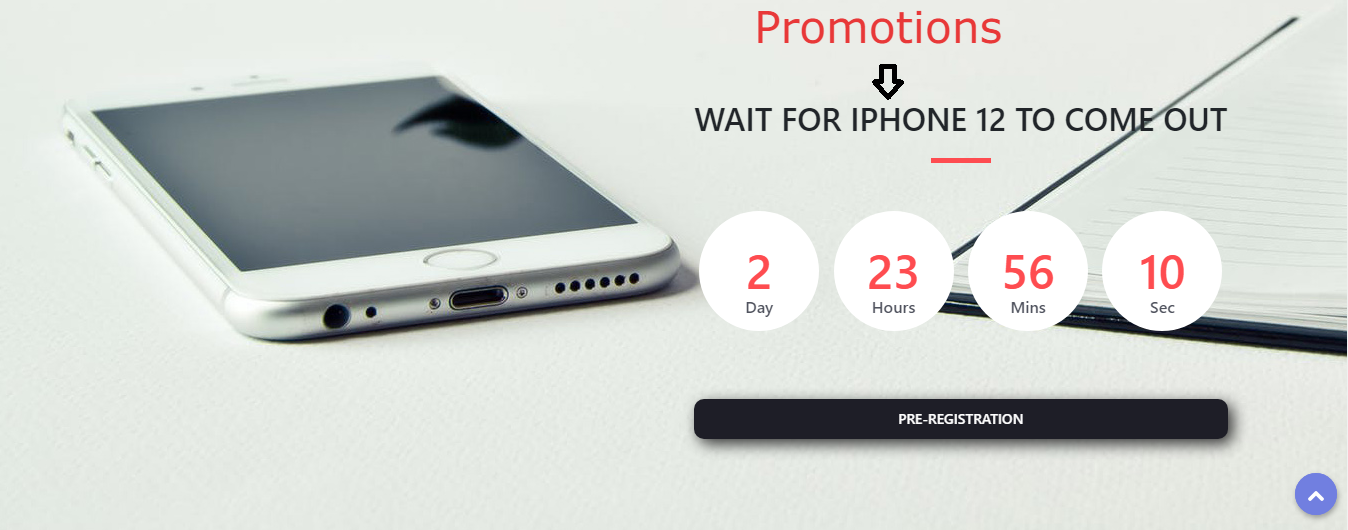 Promotions
WAIT FOR IPHONE 12 TO COME OUT
2 23 56 10
Day Hours Mins Sec
PRE-REGISTRATION